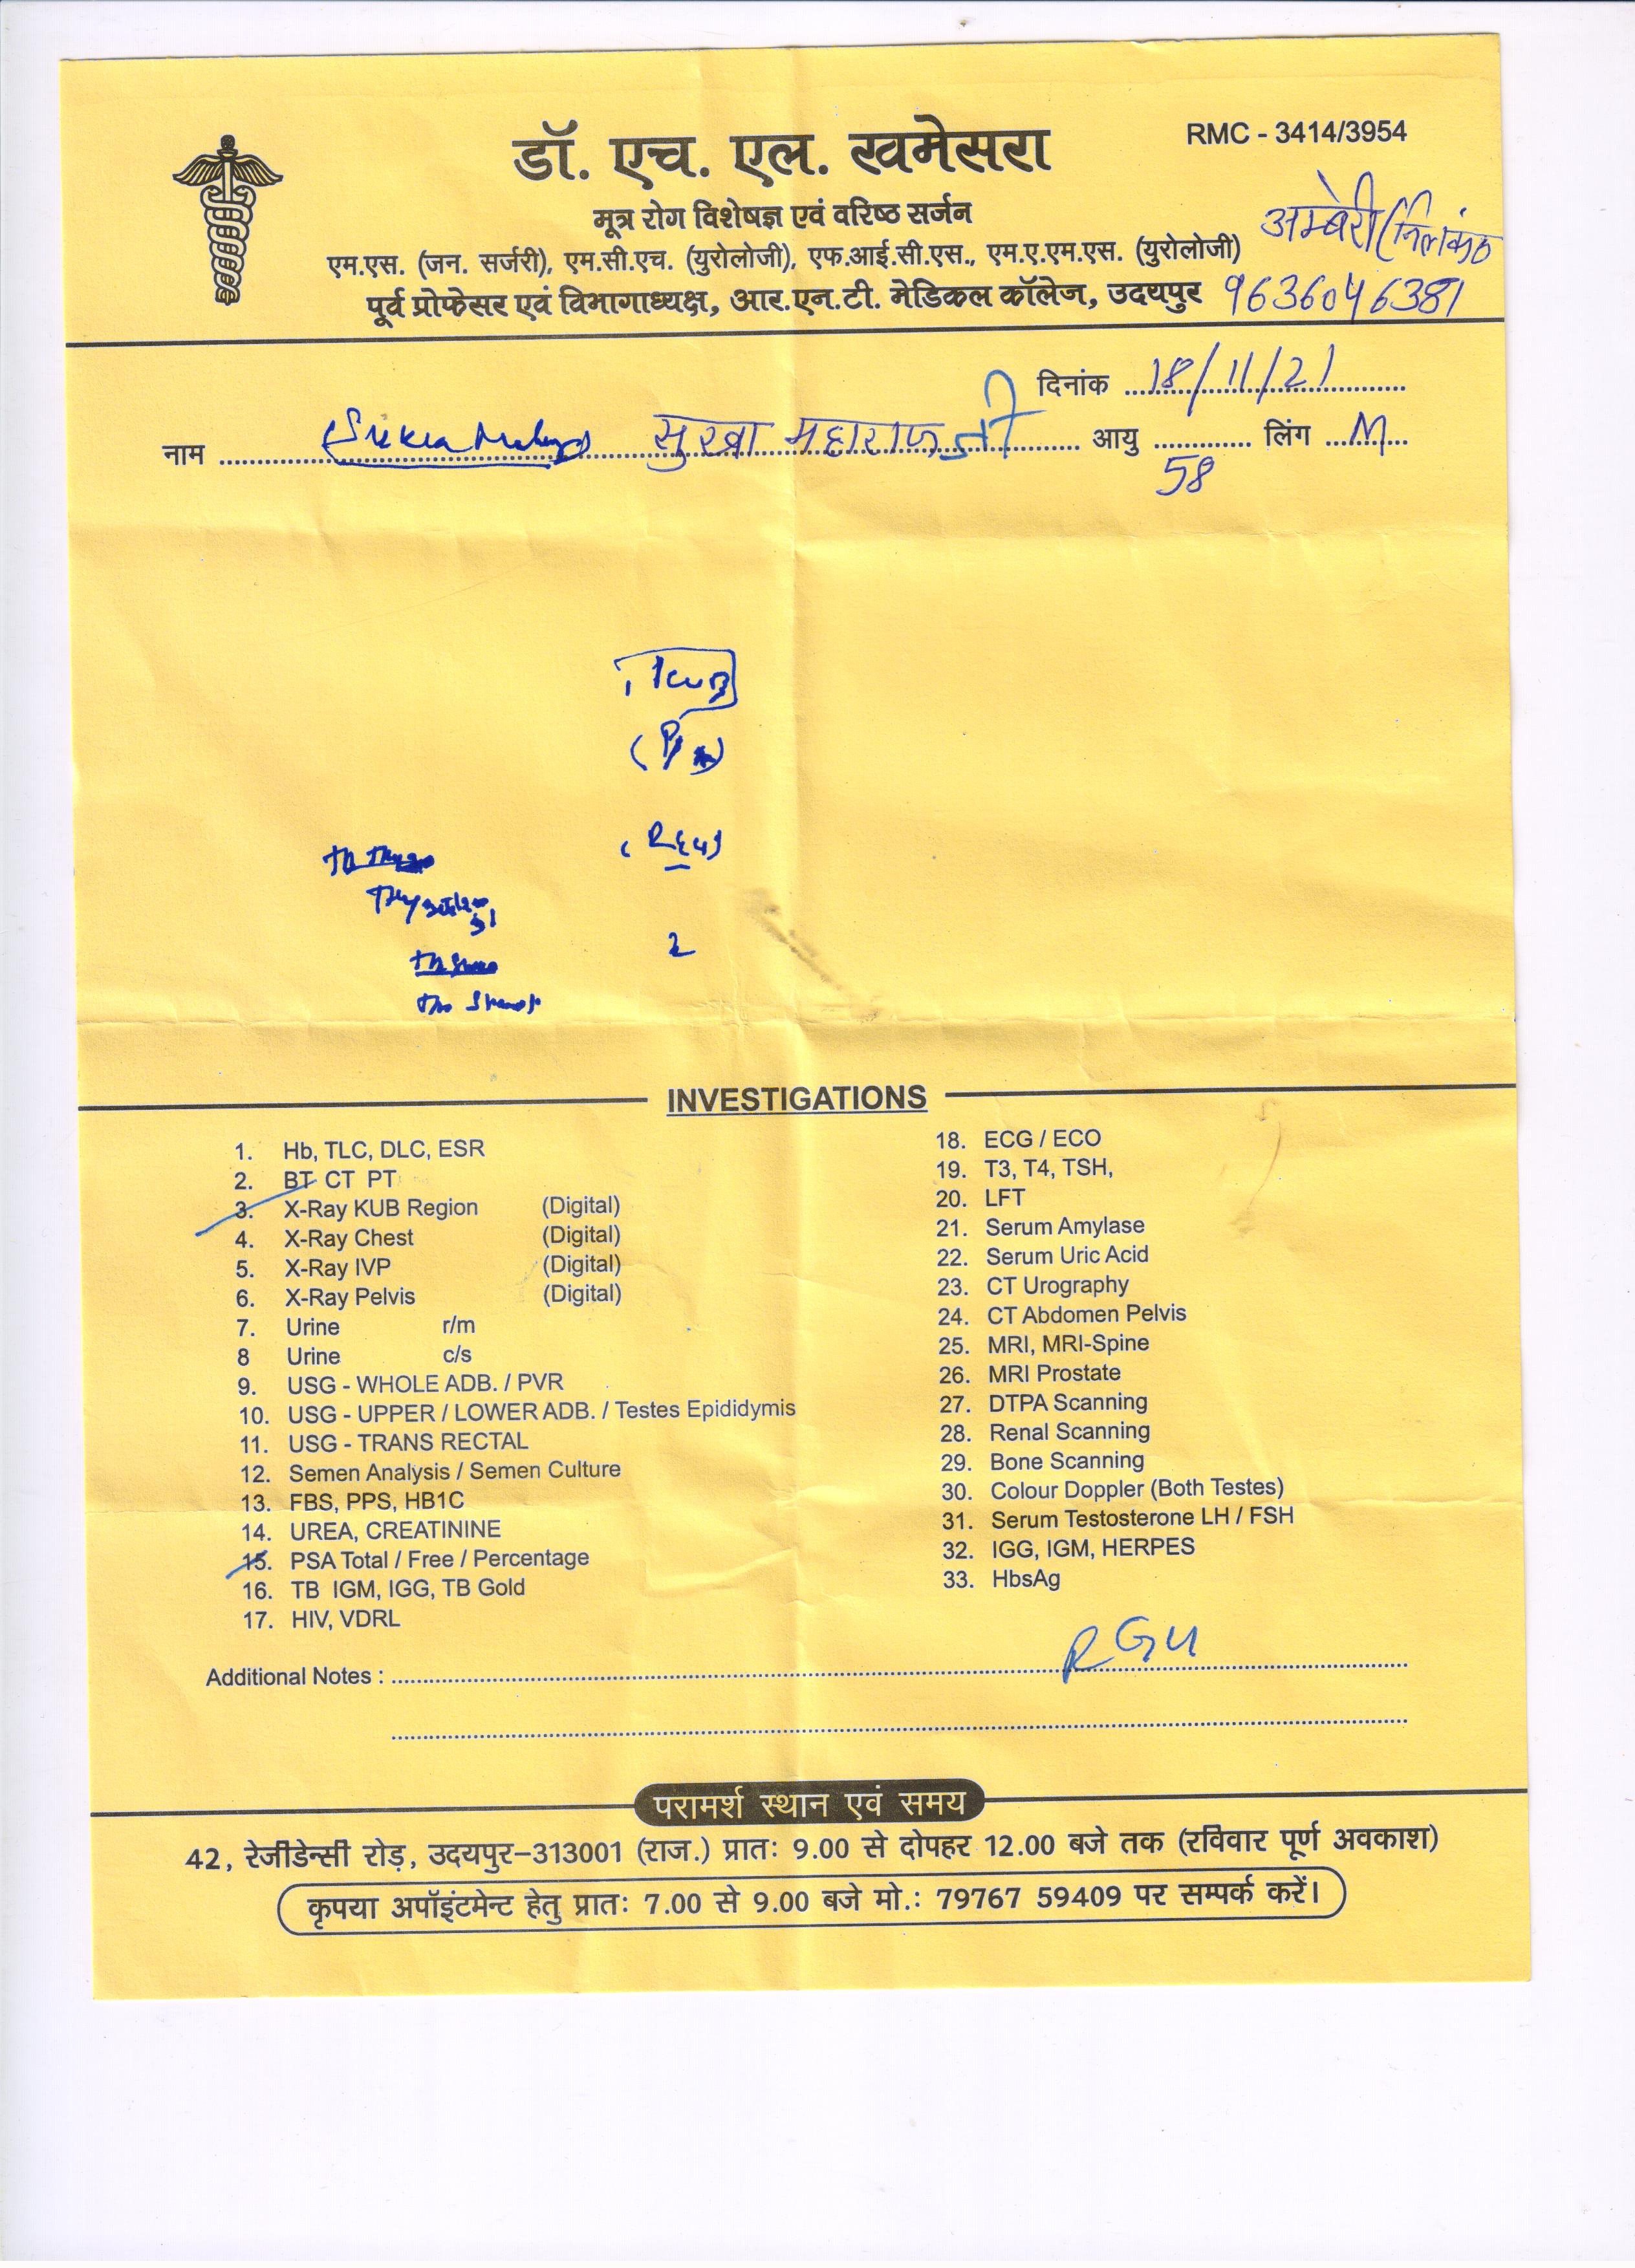 RMC - 3414/3954
डॉ. एच. एल. खमेसरा
मूत्र रोग विशेषज्ञ एवं वरिष्ठ सर्जन
अम्बेरी
एम.एस. (जन. सर्जरी), एम.सी.एच. (युरोलोजी), एफ.आई.सी.एस., एम.ए.एम.एस. (युरोलोजी)
पूर्व प्रोफेसर एवं विभागाध्यक्ष, आर.एन.टी. मेडिकल कॉलेज, उदयपुर
9636046381
दिनांक 18/11/21
नाम सुखा महाराज जी आयु 58 लिंग M
KUB
2
INVESTIGATIONS
1. Hb, TLC, DLC, ESR
2. BT CT PT
3. X-Ray KUB Region (Digital)
4. X-Ray Chest (Digital)
5. X-Ray IVP (Digital)
6. X-Ray Pelvis (Digital)
7. Urine r/m
8 Urine c/s
9. USG - WHOLE ADB. / PVR
10. USG - UPPER / LOWER ADB. / Testes Epididymis
11. USG - TRANS RECTAL
12. Semen Analysis / Semen Culture
13. FBS, PPS, HB1C
14. UREA, CREATININE
15. PSA Total / Free / Percentage
16. TB IGM, IGG, TB Gold
17. HIV, VDRL
18. ECG / ECO
19. T3, T4, TSH,
20. LFT
21. Serum Amylase
22. Serum Uric Acid
23. CT Urography
24. CT Abdomen Pelvis
25. MRI, MRI-Spine
26. MRI Prostate
27. DTPA Scanning
28. Renal Scanning
29. Bone Scanning
30. Colour Doppler (Both Testes)
31. Serum Testosterone LH / FSH
32. IGG, IGM, HERPES
33. HbsAg
Additional Notes : RGU
परामर्श स्थान एवं समय
42, रेजीडेन्सी रोड़, उदयपुर-313001 (राज.) प्रातः 9.00 से दोपहर 12.00 बजे तक (रविवार पूर्ण अवकाश)
कृपया अपॉइंटमेन्ट हेतु प्रातः 7.00 से 9.00 बजे मो.: 79767 59409 पर सम्पर्क करें।